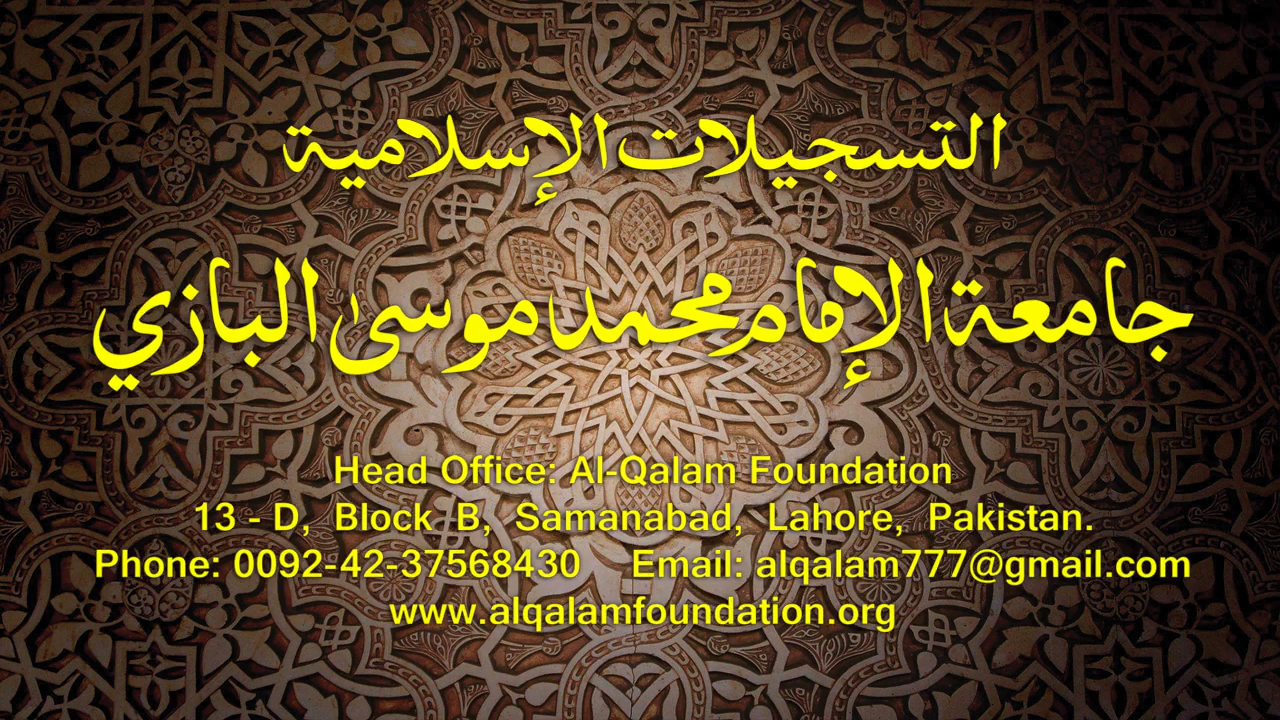 التسجيلات الإسلامية
جامعة الإمام محمد موسىٰ البازي
Head Office: Al-Qalam Foundation
13 - D, Block B, Samanabad, Lahore, Pakistan.
Phone: 0092-42-37568430 Email: alqalam777@gmail.com
www.alqalamfoundation.org